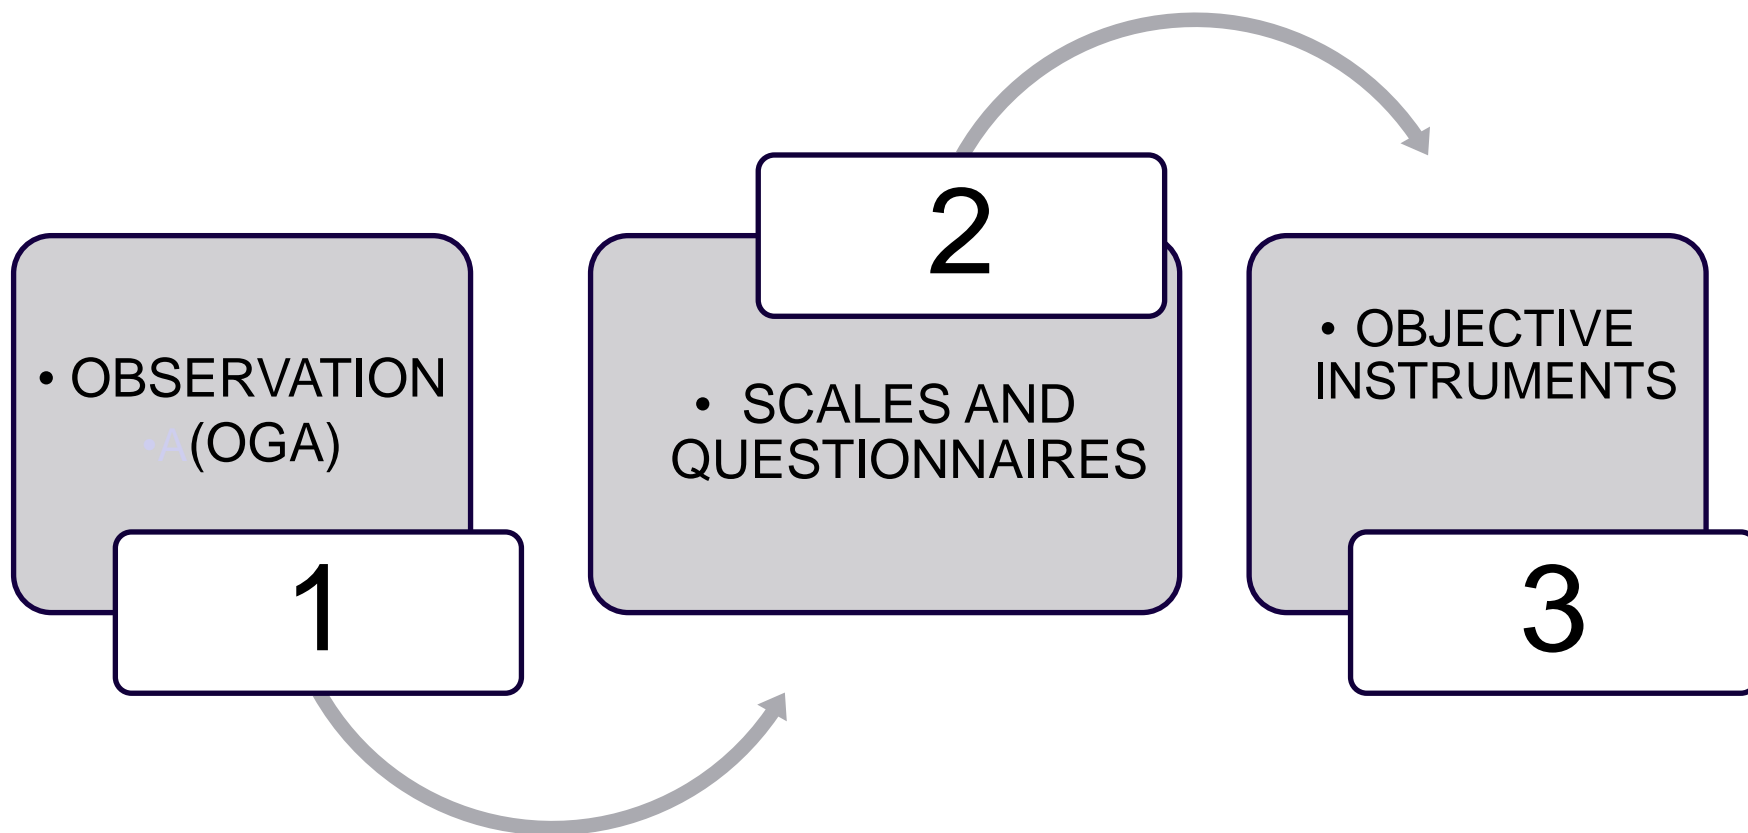 • OBSERVATION
•A(OGA)
1
2
• SCALES AND
QUESTIONNAIRES
• OBJECTIVE
INSTRUMENTS
3